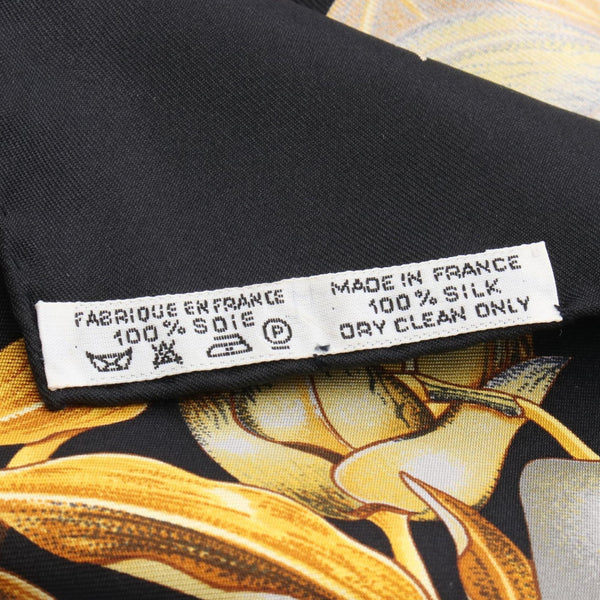 FABRIQUE EN FRANCE
100% SOIE
P
MADE IN FRANCE
100% SILK
DRY CLEAN ONLY